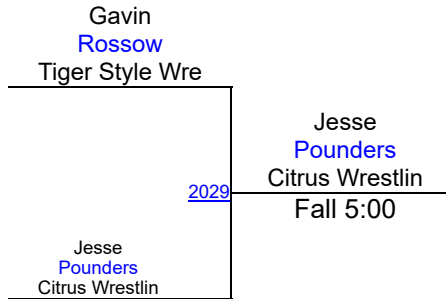 Gavin
Rossow
Tiger Style Wre
Jesse
Pounders
Citrus Wrestlin
2029
Fall 5:00
Jesse
Pounders
Citrus Wrestlin